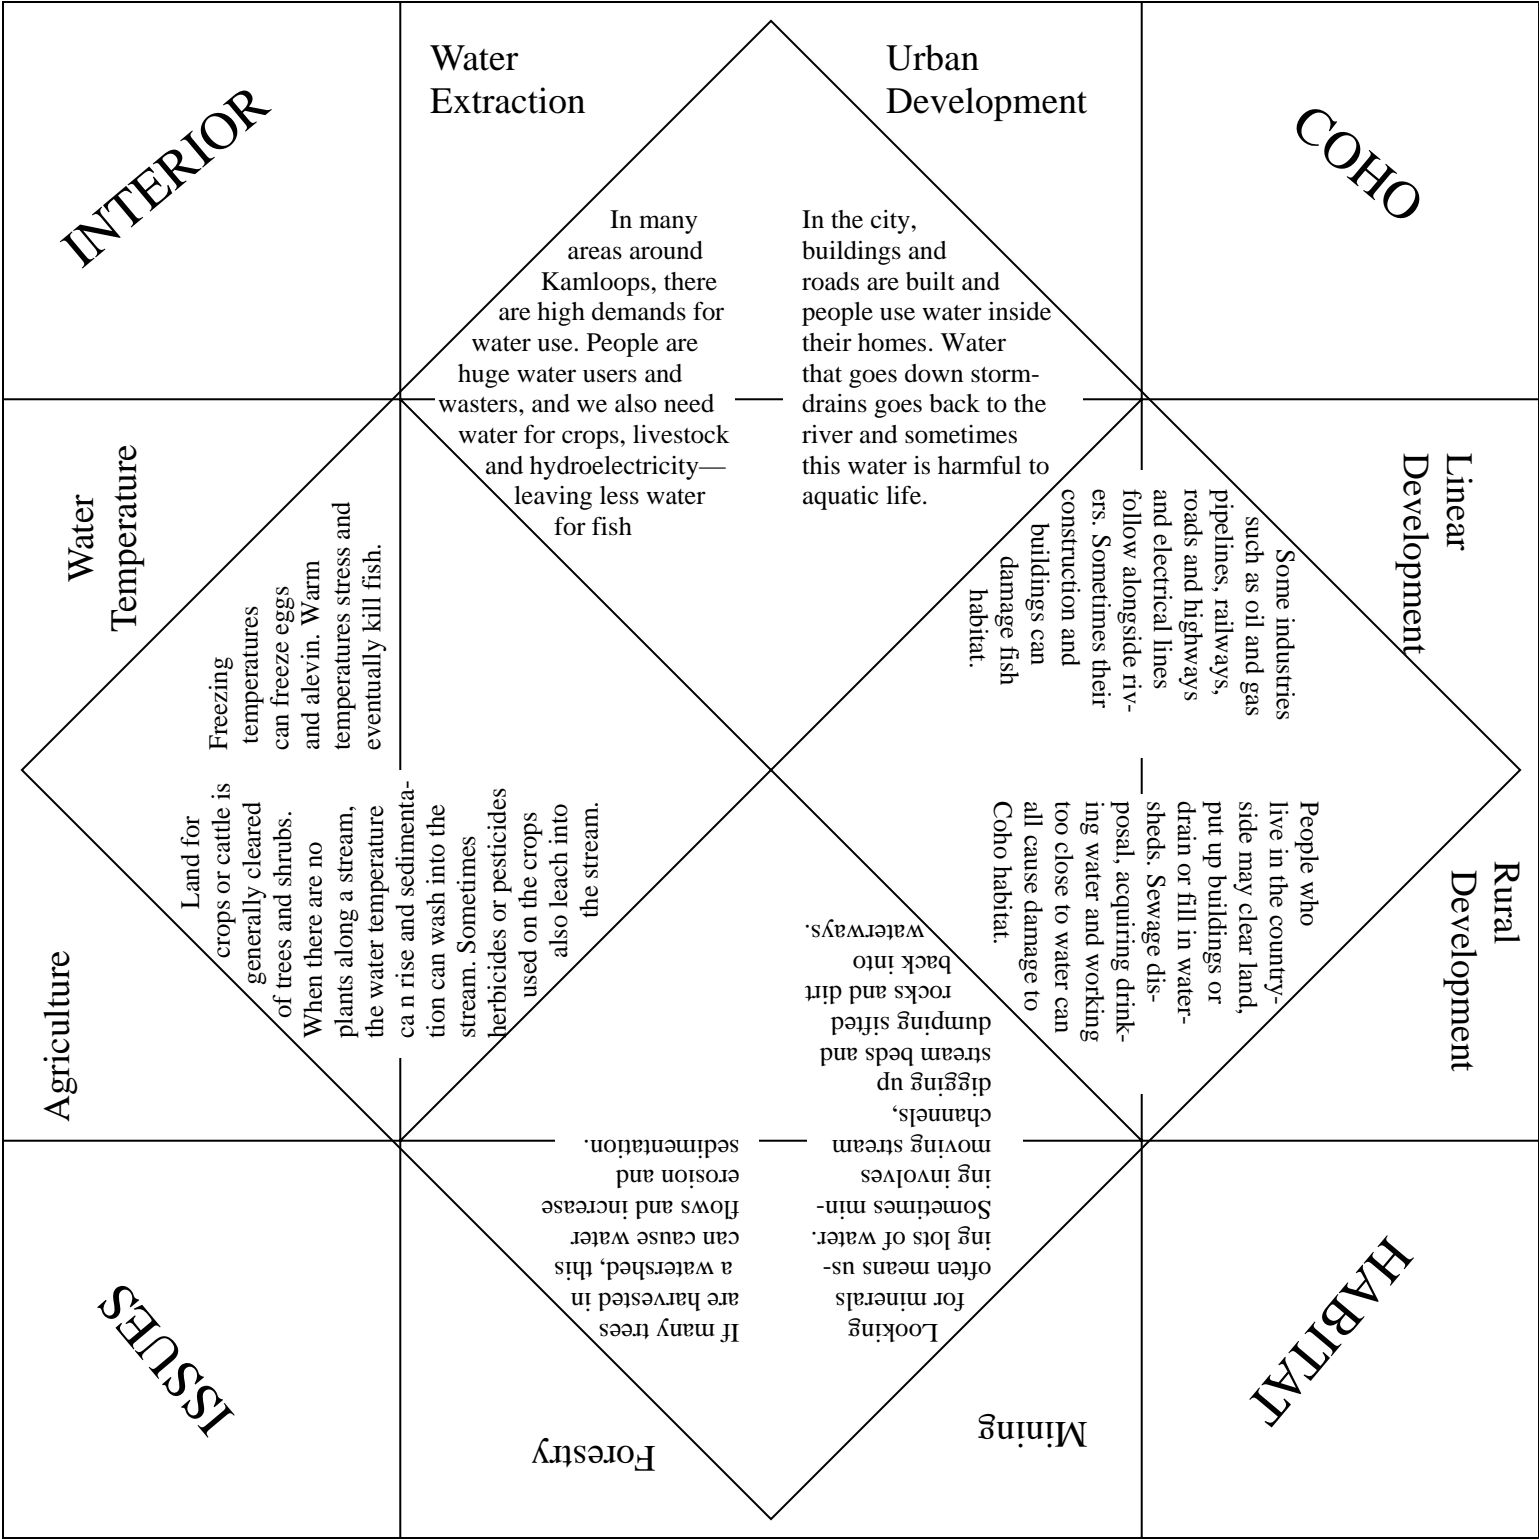 INTERIOR
Water
Extraction
Urban
Development
COHO
In many
areas around
Kamloops, there
are high demands for
water use. People are
huge water users and
wasters, and we also need
water for crops, livestock
and hydroelectricity—
leaving less water
for fish
In the city,
buildings and
roads are built and
people use water inside
their homes. Water
that goes down storm-
drains goes back to the
river and sometimes
this water is harmful to
aquatic life.
Linear
Development
Some industries
such as oil and gas
pipelines, railways,
roads and highways
and electrical lines
follow alongside riv-
ers. Sometimes their
construction and
buildings can
damage fish
habitat.
Rural
Development
People who
live in the country-
side may clear land,
put up buildings or
drain or fill in water-
sheds. Sewage dis-
posal, acquiring drink-
ing water and working
too close to water can
all cause damage to
Coho habitat.
HABITAT
Mining
Looking
for minerals
often means us-
ing lots of water.
Sometimes min-
ing involves
moving stream
channels,
digging up
stream beds and
dumping sifted
rocks and dirt
back into
waterways.
Forestry
If many trees
are harvested in
a watershed, this
can cause water
flows and increase
erosion and
sedimentation.
ISSUES
Agriculture
Land for
crops or cattle is
generally cleared
of trees and shrubs.
When there are no
plants along a stream,
the water temperature
ca n rise and sedimenta-
tion can wash into the
stream. Sometimes
herbicides or pesticides
used on the crops
also leach into
the stream.
Water
Temperature
Freezing
temperatures
can freeze eggs
and alevin. Warm
temperatures stress and
eventually kill fish.